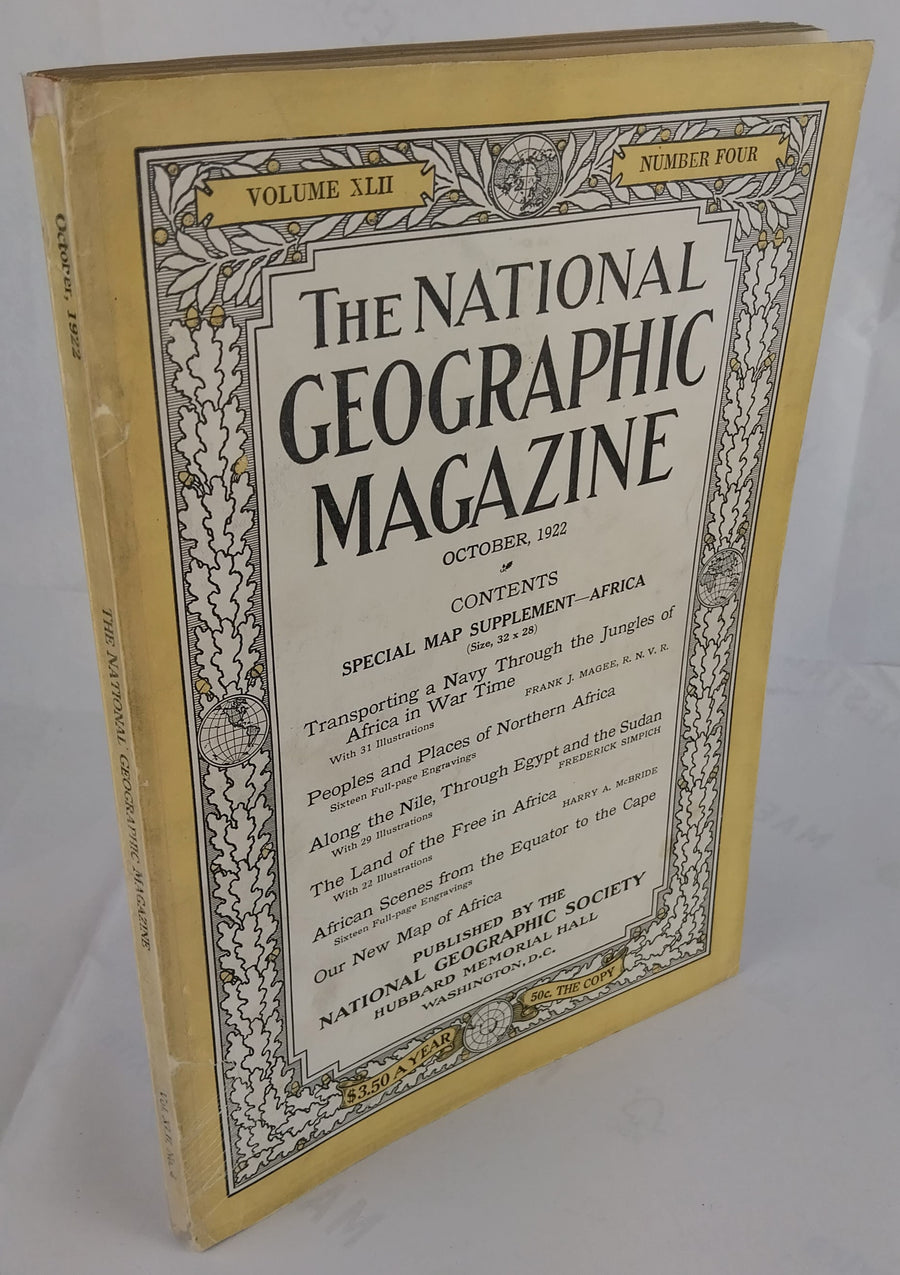 VOLUME XLII
NUMBER FOUR
THE NATIONAL
GEOGRAPHIC
MAGAZINE
OCTOBER, 1922
CONTENTS
SPECIAL MAP SUPPLEMENT—AFRICA
(Size, 32 x 28)
Transporting a Navy Through the Jungles of
Africa in War Time
With 31 Illustrations
FRANK J. MAGEE, R. N. V. R.
Peoples and Places of Northern Africa
Sixteen Full-page Engravings
Along the Nile, Through Egypt and the Sudan
With 29 Illustrations
FREDERICK SIMPICH
The Land of the Free in Africa
With 22 Illustrations
HARRY A. McBRIDE
African Scenes from the Equator to the Cape
Sixteen Full-page Engravings
Our New Map of Africa
PUBLISHED BY THE
NATIONAL GEOGRAPHIC SOCIETY
HUBBARD MEMORIAL HALL
WASHINGTON, D.C.
$3.50 A YEAR
50c. THE COPY
October, 1922
THE NATIONAL GEOGRAPHIC MAGAZINE
Vol. XLII, No. 4